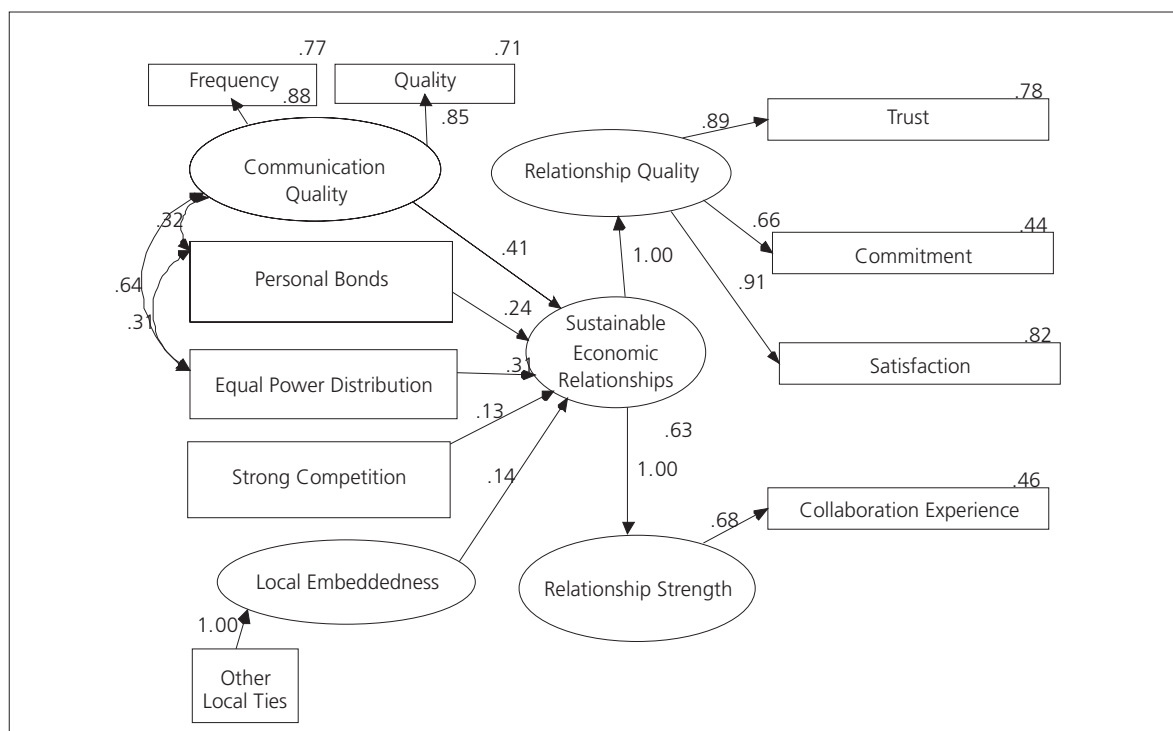 .77
.71
Frequency
Quality
.88
.85
.78
Trust
.89
Communication
Quality
Relationship Quality
.32
.66
.44
Commitment
.41
1.00
.91
Personal Bonds
.64
.24
.31
Sustainable
Economic
Relationships
.82
Satisfaction
Equal Power Distribution
.31
.13
.63
Strong Competition
.14
1.00
.46
Collaboration Experience
.68
Local Embeddedness
Relationship Strength
1.00
Other
Local Ties